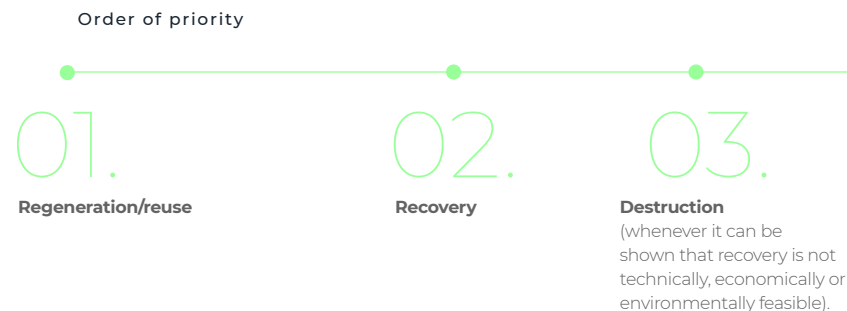 Order of priority
01.
Regeneration/reuse
02.
Recovery
03.
Destruction
(whenever it can be
shown that recovery is not
technically, economically or
environmentally feasible).